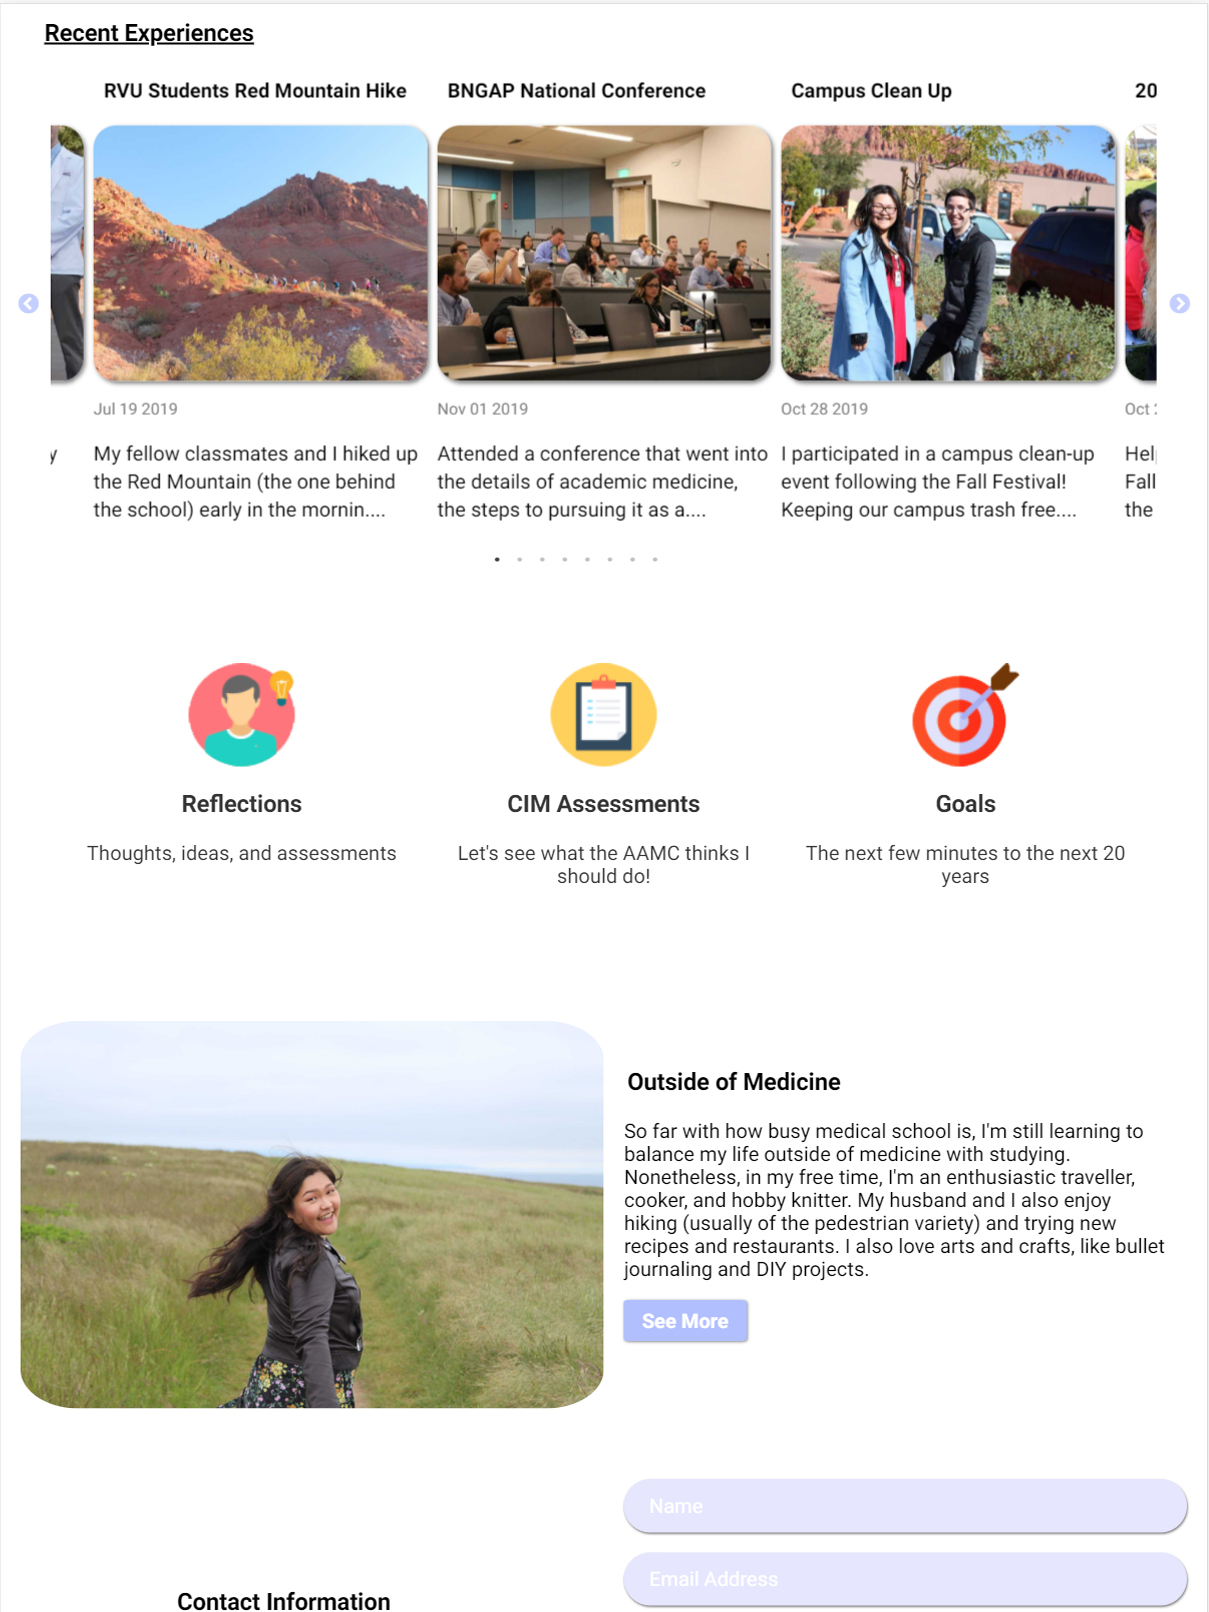 Recent Experiences
RVU Students Red Mountain Hike
BNGAP National Conference
Campus Clean Up
20
Jul 19 2019
Nov 01 2019
Oct 28 2019
Oct
y
My fellow classmates and I hiked up
the Red Mountain (the one behind
the school) early in the mornin....
Attended a conference that went into
the details of academic medicine,
the steps to pursuing it as a....
I participated in a campus clean-up
event following the Fall Festival!
Keeping our campus trash free....
Hel
Fall
the
Reflections
Thoughts, ideas, and assessments
CIM Assessments
Let's see what the AAMC thinks I
should do!
Goals
The next few minutes to the next 20
years
Outside of Medicine
So far with how busy medical school is, I'm still learning to
balance my life outside of medicine with studying.
Nonetheless, in my free time, I'm an enthusiastic traveller,
cooker, and hobby knitter. My husband and I also enjoy
hiking (usually of the pedestrian variety) and trying new
recipes and restaurants. I also love arts and crafts, like bullet
journaling and DIY projects.
See More
Name
Email Address
Contact Information